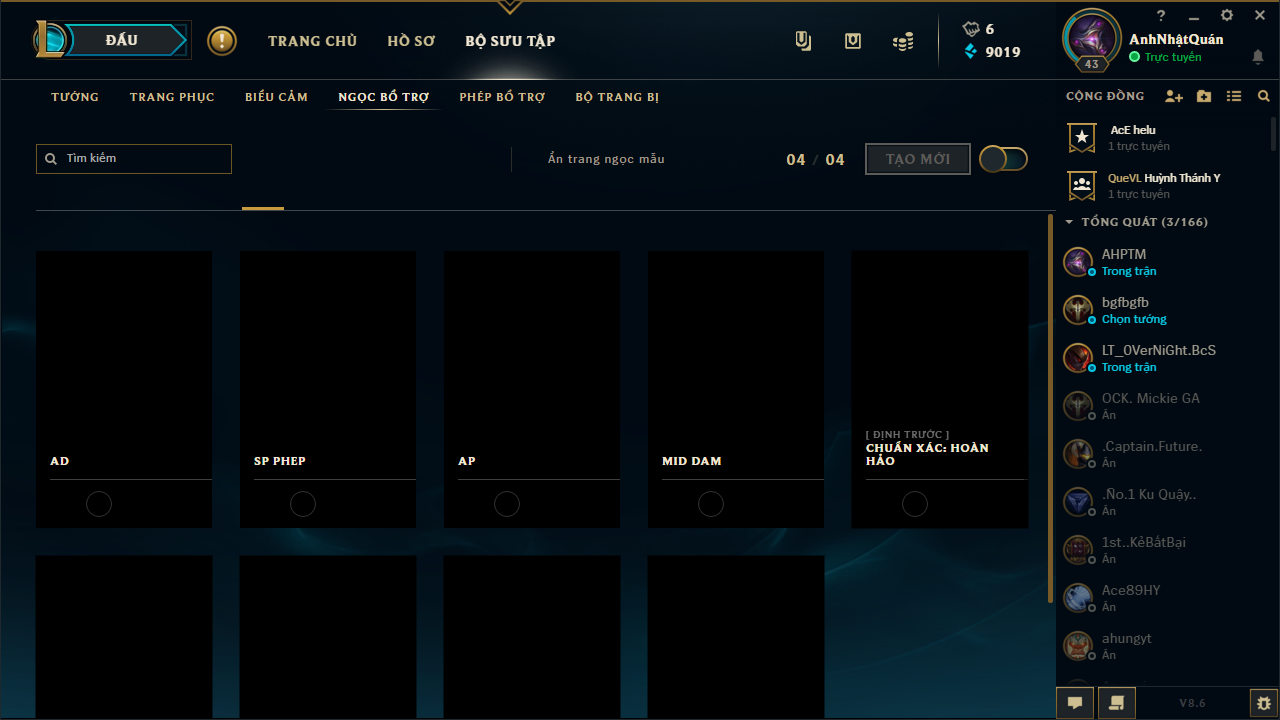 ĐẤU
!
TRANG CHỦ
HỒ SƠ
BỘ SƯU TẬP
6
9019
?
AnhNhậtQuán
Trực tuyến
43
TƯỚNG
TRANG PHỤC
BIỂU CẢM
NGỌC BỔ TRỢ
PHÉP BỔ TRỢ
BỘ TRANG BỊ
Tìm kiếm
Ẩn trang ngọc mẫu
04 / 04
TẠO MỚI
AD
SP PHEP
AP
MID DAM
[ ĐỊNH TRƯỚC ]
CHUẨN XÁC: HOÀN
HẢO
CỘNG ĐỒNG
AcE helu
1 trực tuyến
QueVL Huỳnh Thánh Y
1 trực tuyến
TỔNG QUÁT (3/166)
AHPTM
Trong trận
bgfbgfb
Chọn tướng
LT_0VerNiGht.BcS
Trong trận
OCK. Mickie GA
Ẩn
.Captain.Future.
Ẩn
.Ño.1 Ku Quậy..
Ẩn
1st..KẻBấtBại
Ẩn
Ace89HY
Ẩn
ahungyt
Ẩn
V8.6